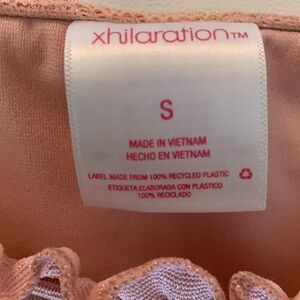 xhilaration™
S
MADE IN VIETNAM
HECHO EN VIETNAM
LABEL MADE FROM 100% RECYCLED PLASTIC
ETIQUETA ELABORADA CON PLÁSTICO
100% RECICLADO